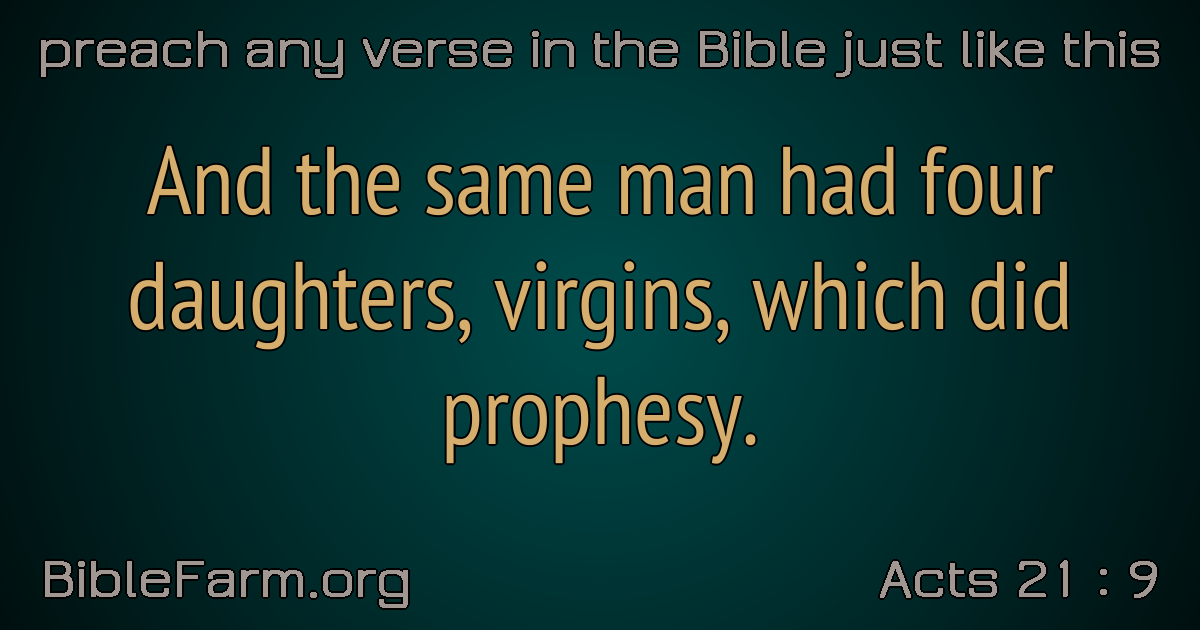 preach any verse in the Bible just like this
And the same man had four
daughters, virgins, which did
prophesy.
BibleFarm.org
Acts 21 : 9